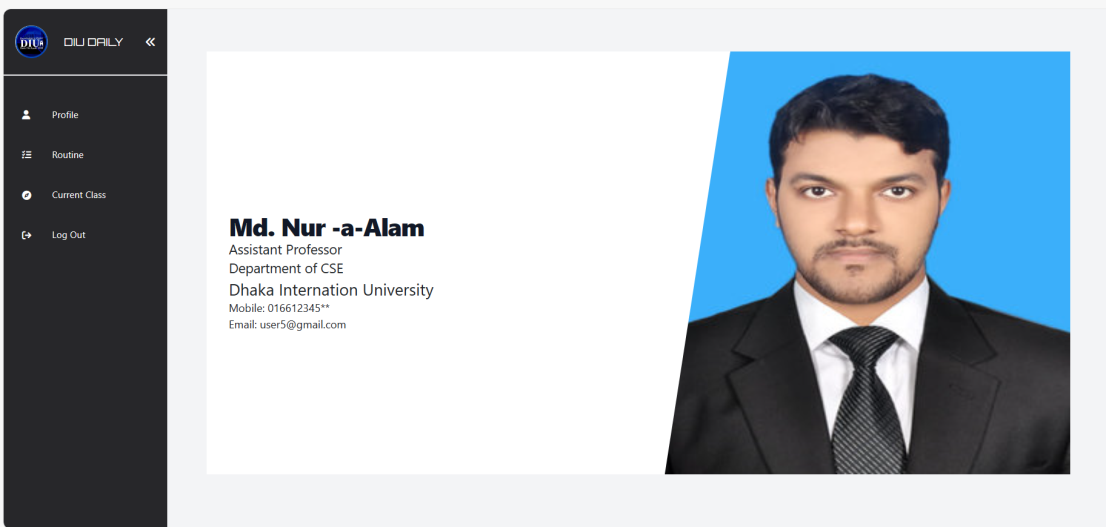 DIU DAILY
Profile
Routine
Current Class
Log Out
Md. Nur -a-Alam
Assistant Professor
Department of CSE
Dhaka Internation University
Mobile: 016612345**
Email: user5@gmail.com